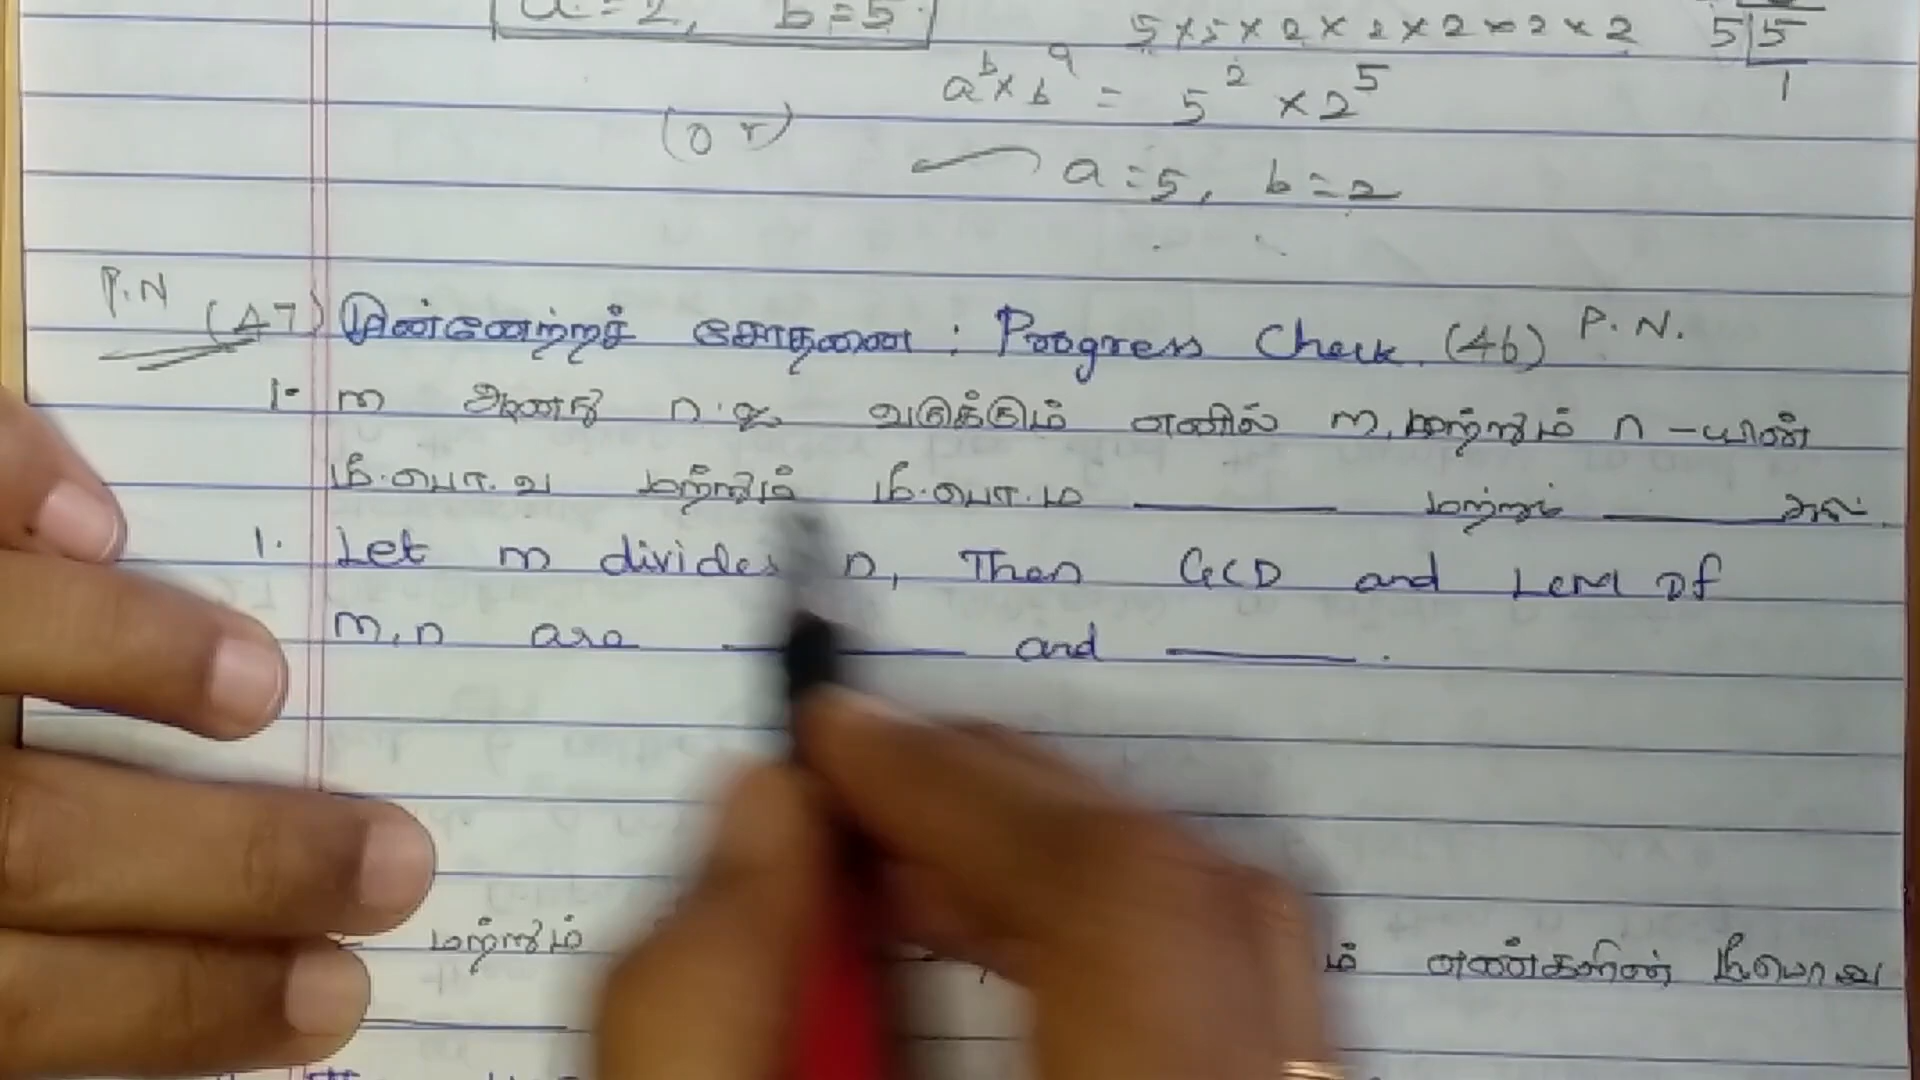 a = 2, b = 5
5 × 5 × 2 × 2 × 2 × 2 × 2 5 5
a^b × b^a = 5^2 × 2^5 1
(or)
a = 5, b = 2
P.N (47) முன்னேற்றச் சோதனை : Progress Check. (46) P.N.
1. m ஆனது n-ஐ வகுக்கும் எனில் m, மற்றும் n -யின்
மீ.பொ.வ மற்றும் மீ.பொ.ம ______ மற்றும் ______
1. Let m divides n, Then GCD and LCM of
m, n are ______ and ______.
மற்றும் எண்களின் மீ.பொ.வ